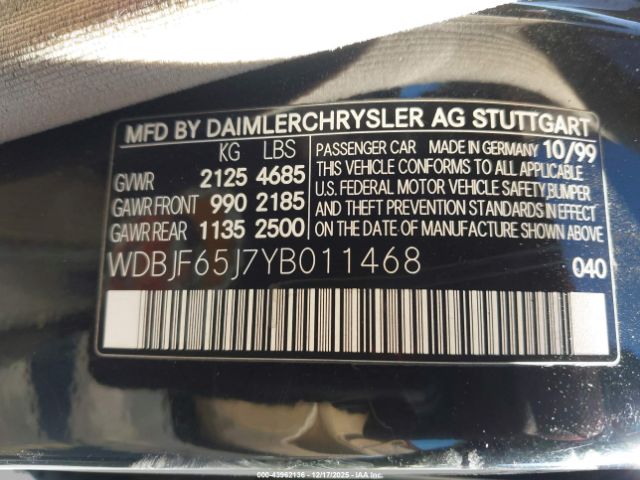 MFD BY DAIMLERCHRYSLER AG STUTTGART
KG LBS
GVWR 2125 4685
GAWR FRONT 990 2185
GAWR REAR 1135 2500
PASSENGER CAR MADE IN GERMANY 10/99
THIS VEHICLE CONFORMS TO ALL APPLICABLE
U.S. FEDERAL MOTOR VEHICLE SAFETY,BUMPER
AND THEFT PREVENTION STANDARDS IN EFFECT
ON THE DATE OF MANUFACTURE SHOWN ABOVE.
WDBJF65J7YB011468
040
000-43962136 - 12/17/2025 - IAAI.com